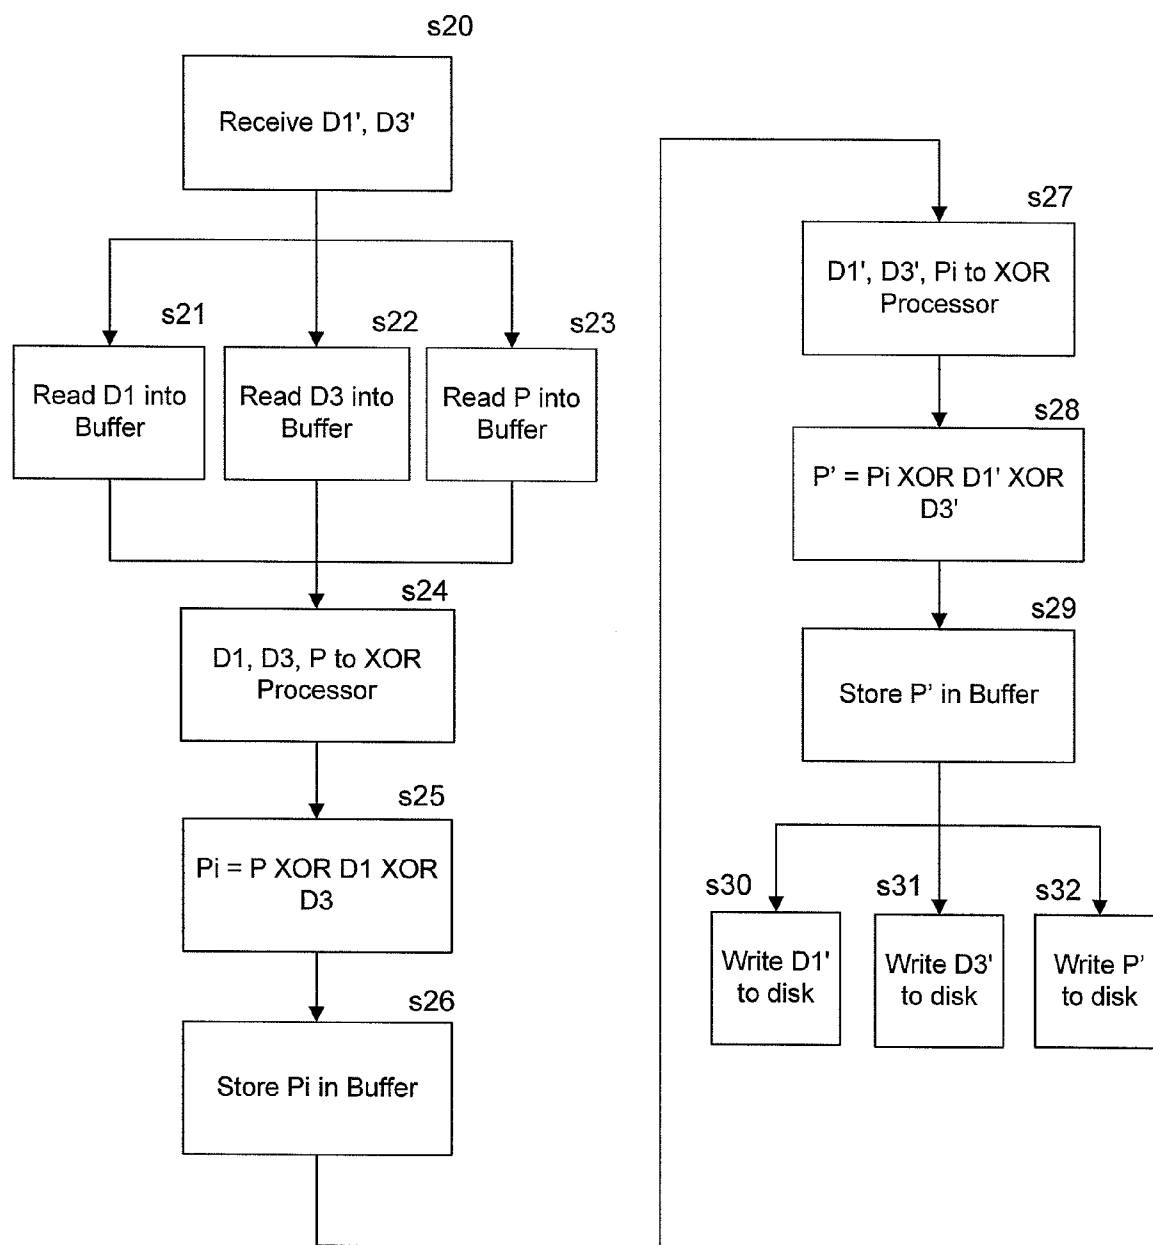 s20
Receive D1', D3'
s21
Read D1 into
Buffer
s22
Read D3 into
Buffer
s23
Read P into
Buffer
s24
D1, D3, P to XOR
Processor
s25
Pi = P XOR D1 XOR
D3
s26
Store Pi in Buffer
s27
D1', D3', Pi to XOR
Processor
s28
P’ = Pi XOR D1' XOR
D3'
s29
Store P’ in Buffer
s30
Write D1'
to disk
s31
Write D3'
to disk
s32
Write P’
to disk